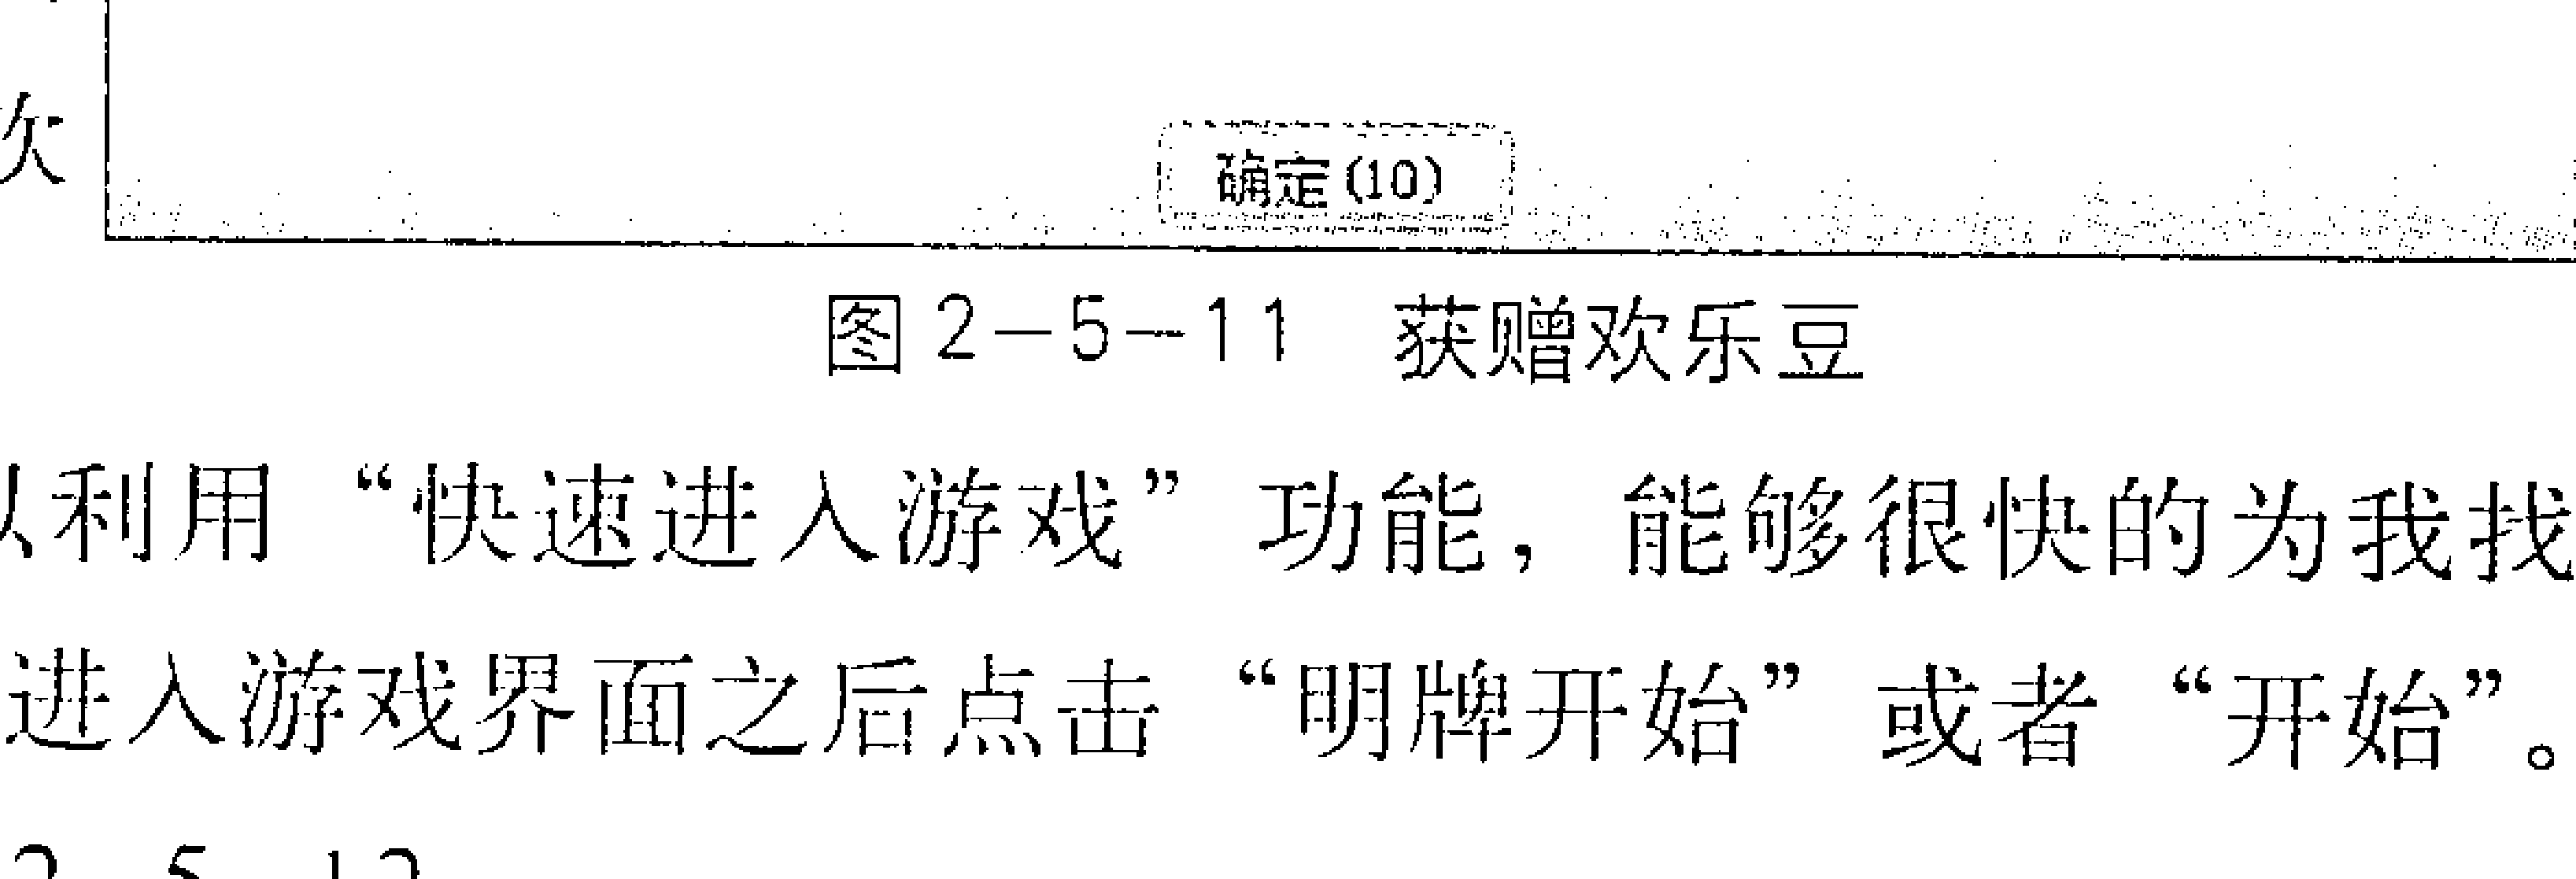 次
确定(10)
图2-5-11 获赠欢乐豆
以利用“快速进入游戏”功能，能够很快的为我找
进入游戏界面之后点击“明牌开始”或者“开始”。